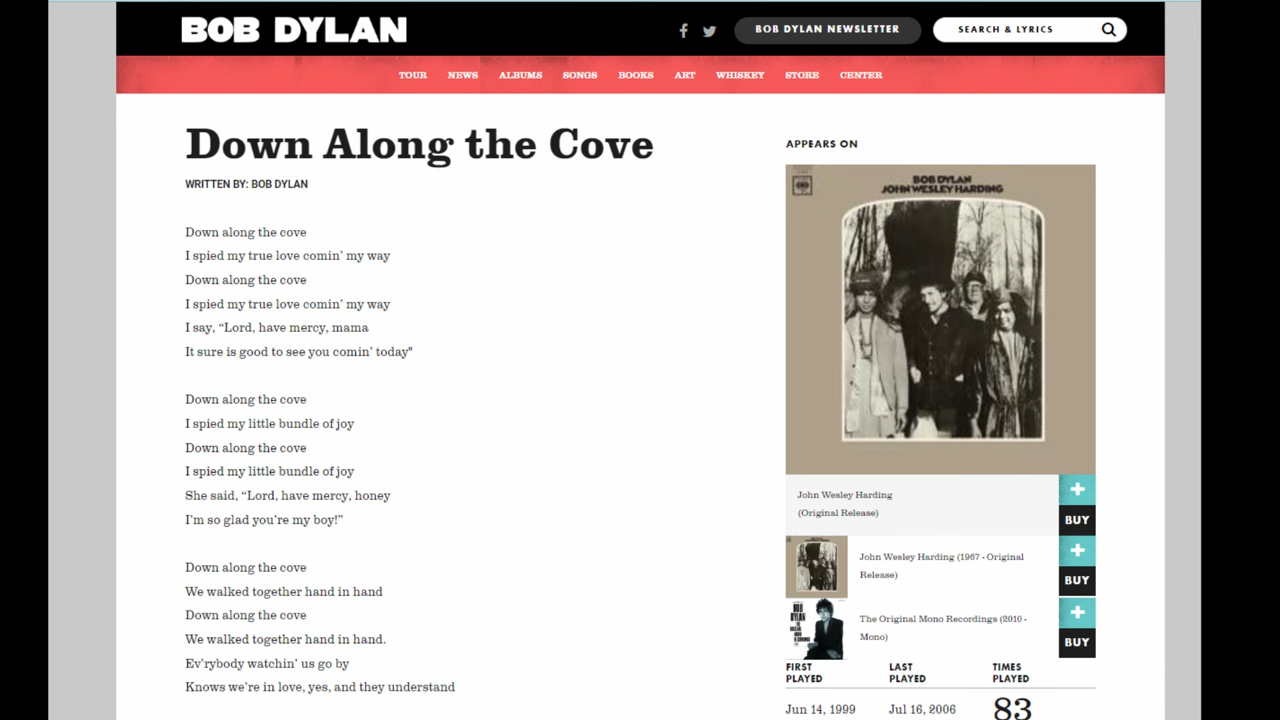 BOB DYLAN
BOB DYLAN NEWSLETTER
SEARCH & LYRICS
TOUR NEWS ALBUMS SONGS BOOKS ART WHISKEY STORE CENTER
Down Along the Cove
WRITTEN BY: BOB DYLAN
Down along the cove
I spied my true love comin’ my way
Down along the cove
I spied my true love comin’ my way
I say, “Lord, have mercy, mama
It sure is good to see you comin’ today"
Down along the cove
I spied my little bundle of joy
Down along the cove
I spied my little bundle of joy
She said, “Lord, have mercy, honey
I’m so glad you’re my boy!”
Down along the cove
We walked together hand in hand
Down along the cove
We walked together hand in hand.
Ev’rybody watchin’ us go by
Knows we’re in love, yes, and they understand
APPEARS ON
BOB DYLAN
JOHN WESLEY HARDING
John Wesley Harding
(Original Release)
+
BUY
John Wesley Harding (1967 - Original
Release)
+
BUY
BOB
DYLAN
The Original Mono Recordings (2010 -
Mono)
+
BUY
FIRST
PLAYED
LAST
PLAYED
TIMES
PLAYED
Jun 14, 1999
Jul 16, 2006
83